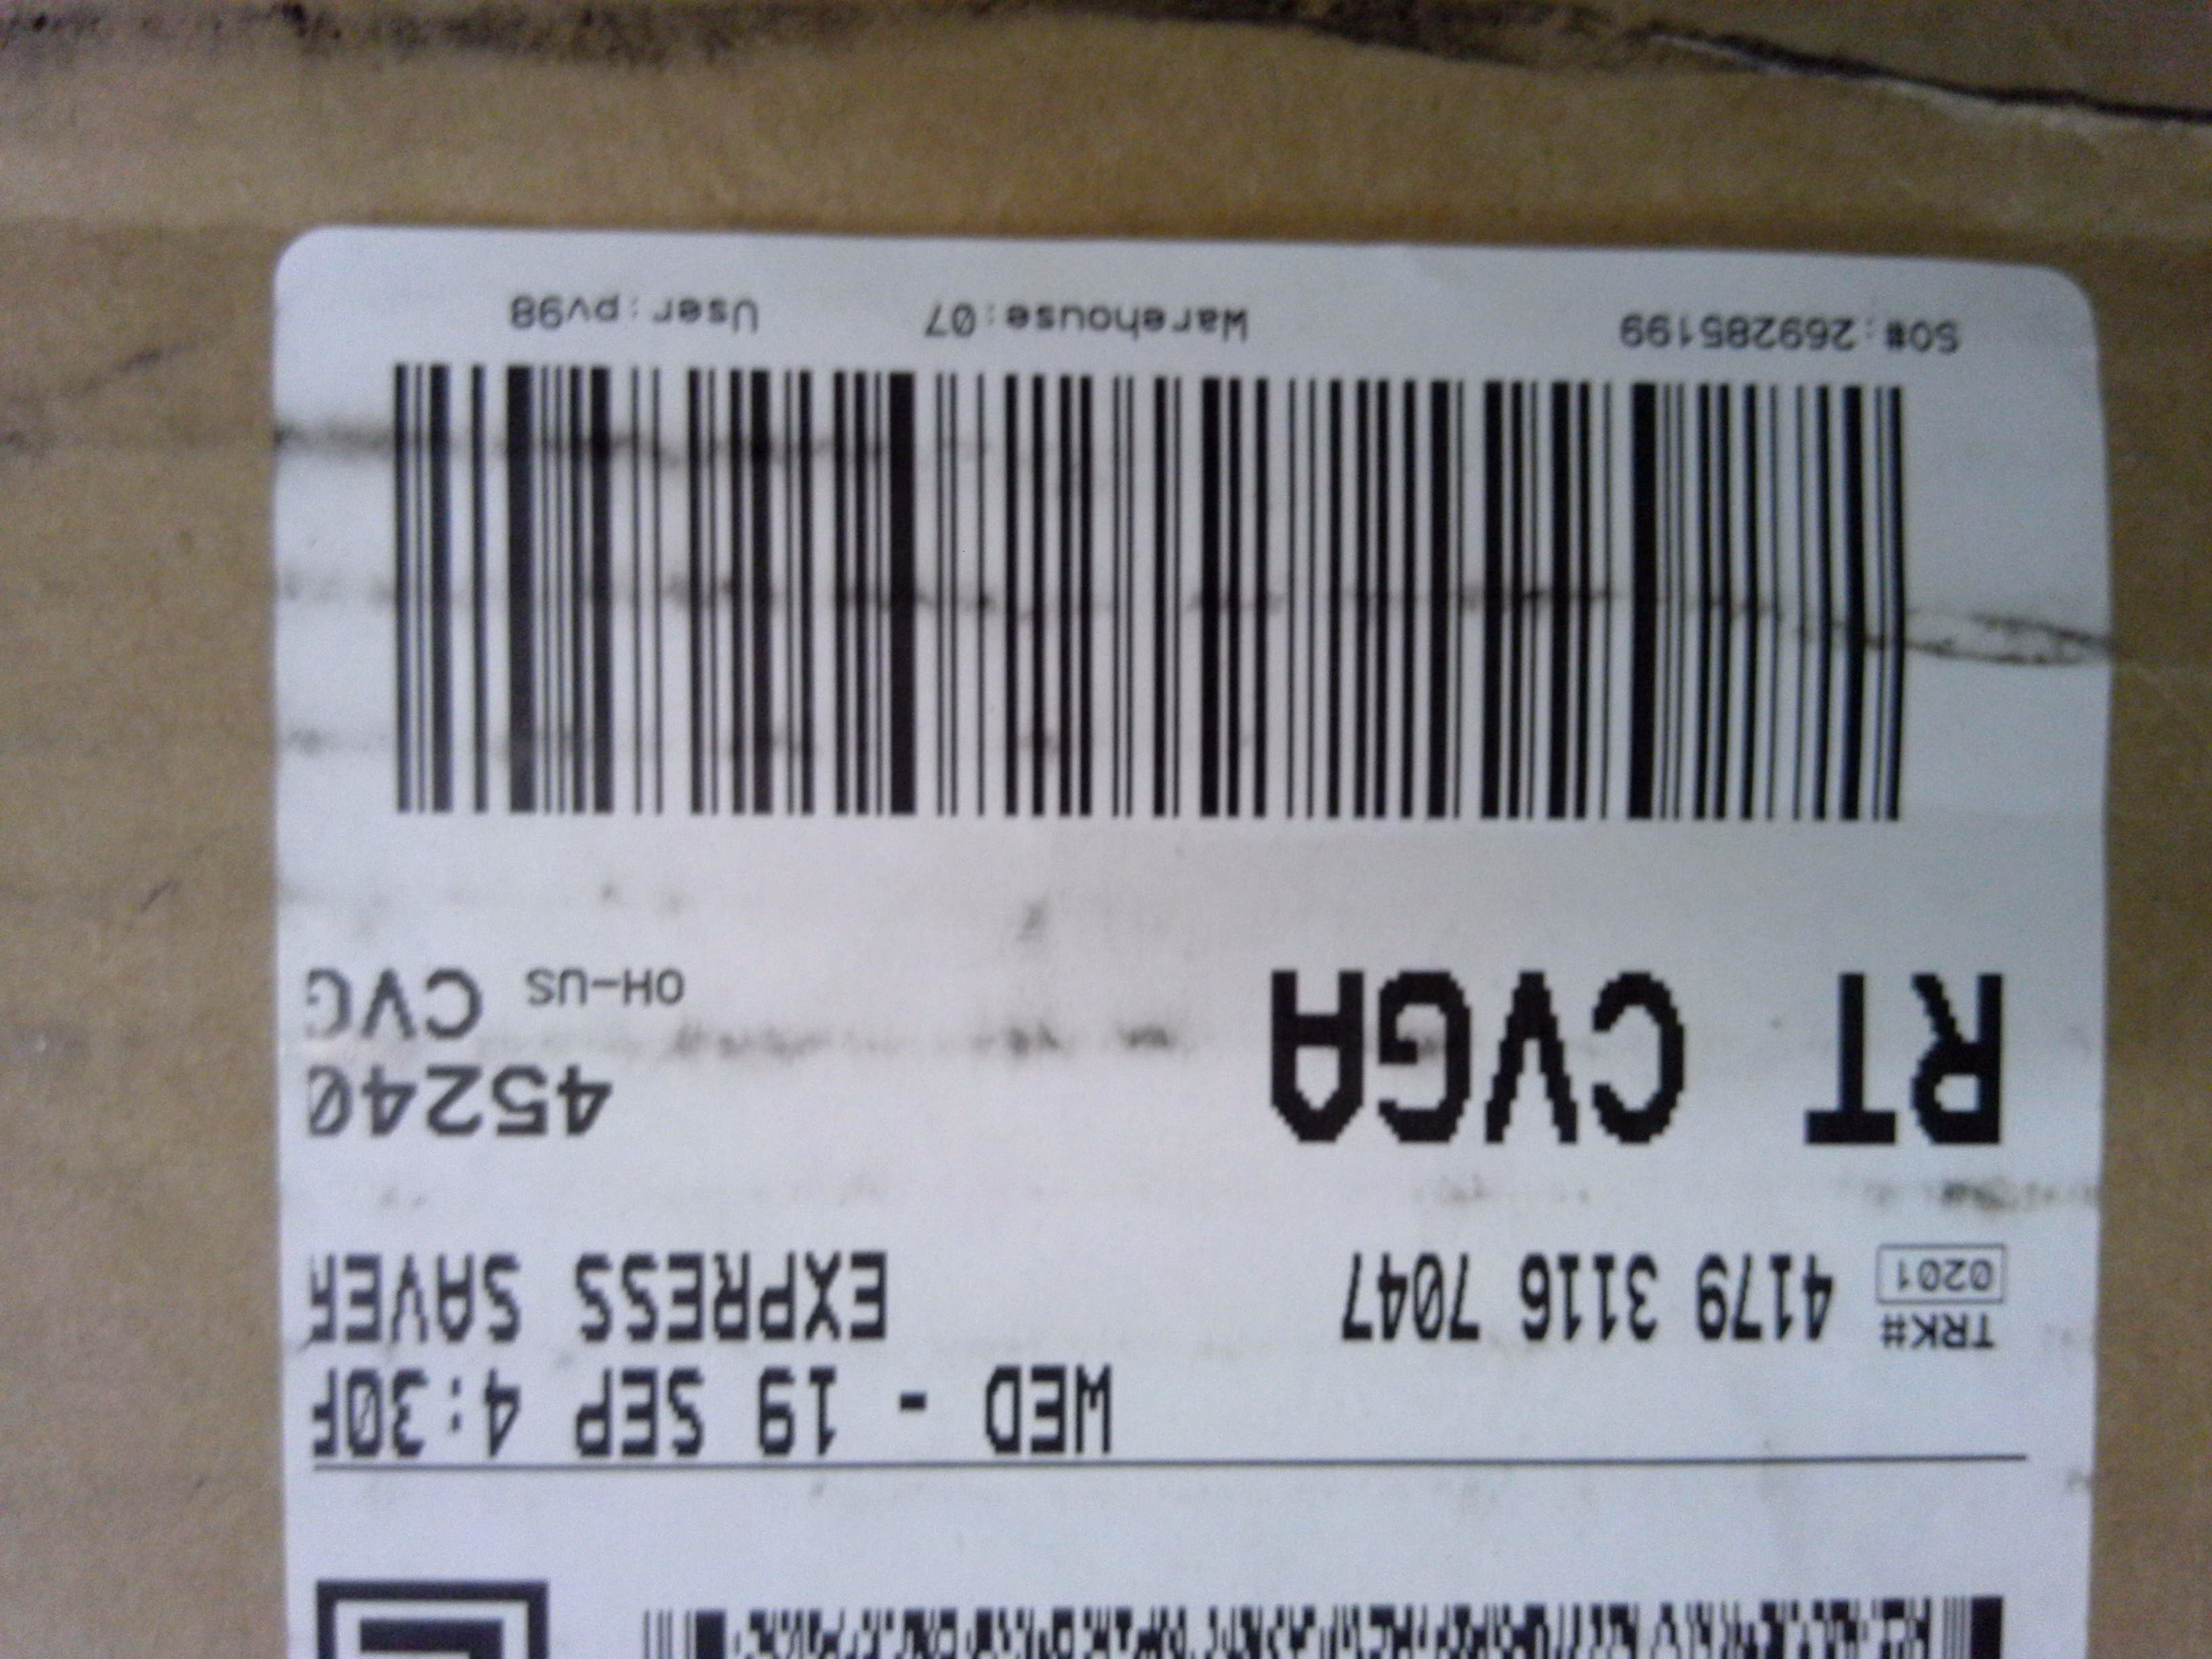 WED - 19 SEP 4:30P
TRK# 4179 3116 7047 EXPRESS SAVER
0201
RT CVGA 45240
OH-US CVG
SO#:269285199 Warehouse:07 User:pv98